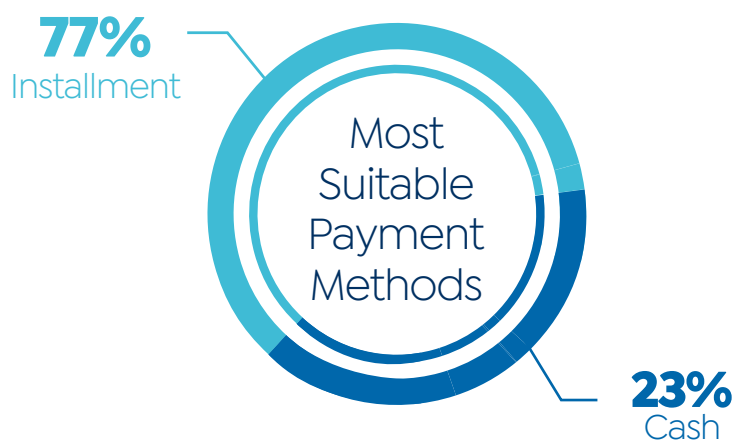 77%
Installment
Most
Suitable
Payment
Methods
23%
Cash